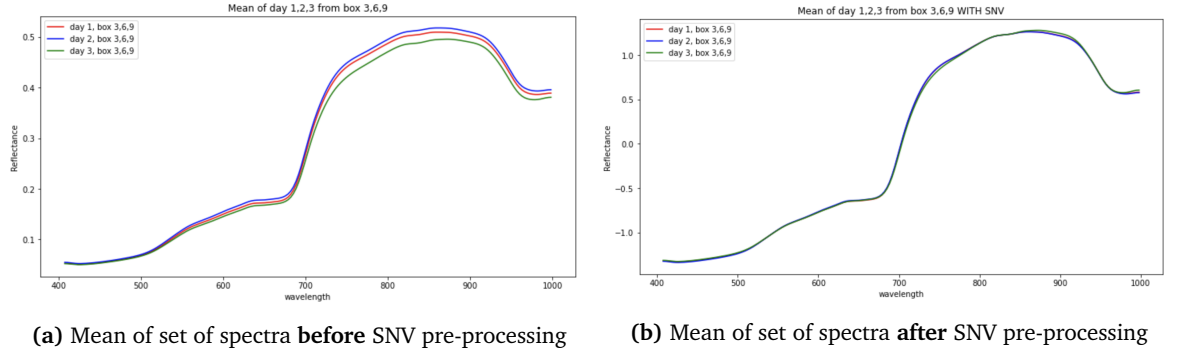 Mean of day 1,2,3 from box 3,6,9
day 1, box 3,6,9
day 2, box 3,6,9
day 3, box 3,6,9
Reflectance
0.5
0.4
0.3
0.2
0.1
400 500 600 700 800 900 1000
wavelength
(a) Mean of set of spectra before SNV pre-processing
Mean of day 1,2,3 from box 3,6,9 WITH SNV
day 1, box 3,6,9
day 2, box 3,6,9
day 3, box 3,6,9
Reflectance
1.0
0.5
0.0
−0.5
−1.0
400 500 600 700 800 900 1000
wavelength
(b) Mean of set of spectra after SNV pre-processing